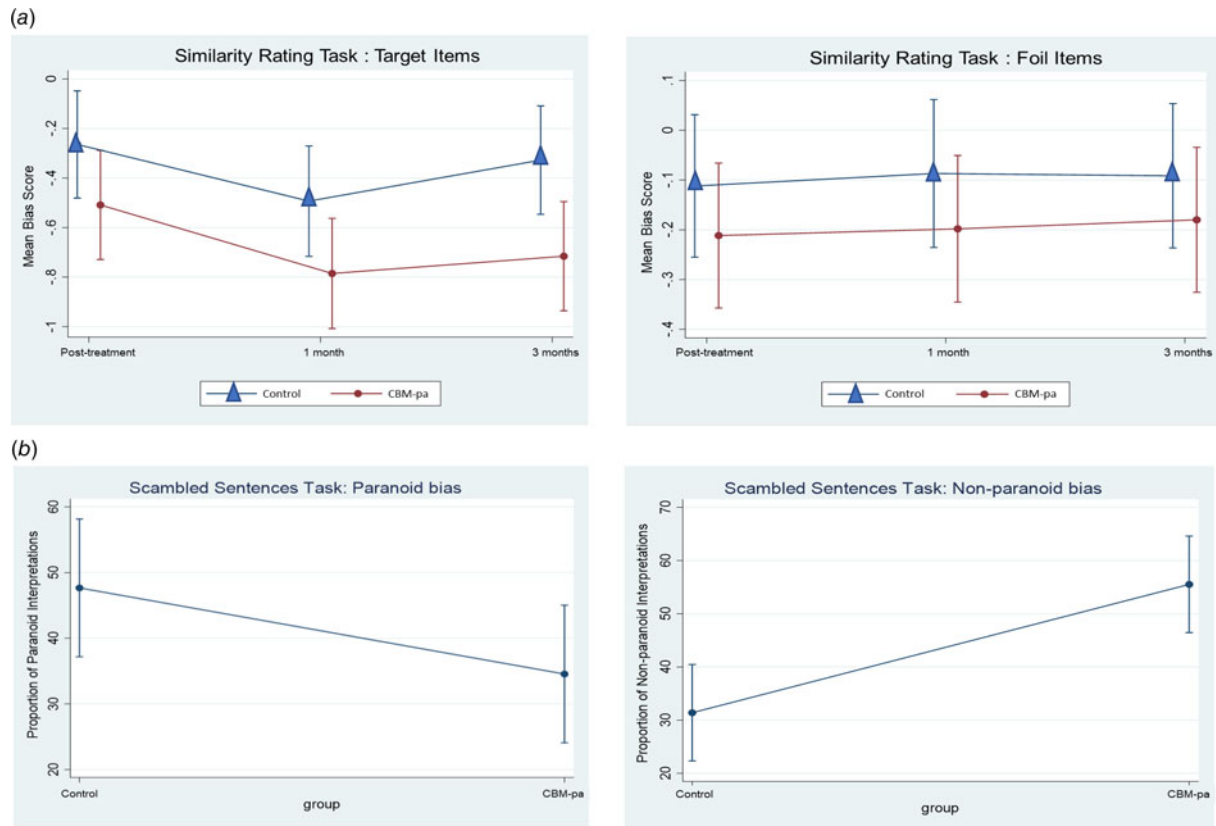 (a)
Similarity Rating Task : Target Items
Mean Bias Score
0
-.2
-.4
-.6
-.8
-1
Post-treatment
1 month
3 months
Control
CBM-pa
Similarity Rating Task : Foil Items
Mean Bias Score
.1
0
-.1
-.2
-.3
-.4
Post-treatment
1 month
3 months
Control
CBM-pa
(b)
Scambled Sentences Task: Paranoid bias
Proportion of Paranoid Interpretations
60
50
40
30
20
Control
CBM-pa
group
Scambled Sentences Task: Non-paranoid bias
Proportion of Non-paranoid Interpretations
70
60
50
40
30
20
Control
CBM-pa
group